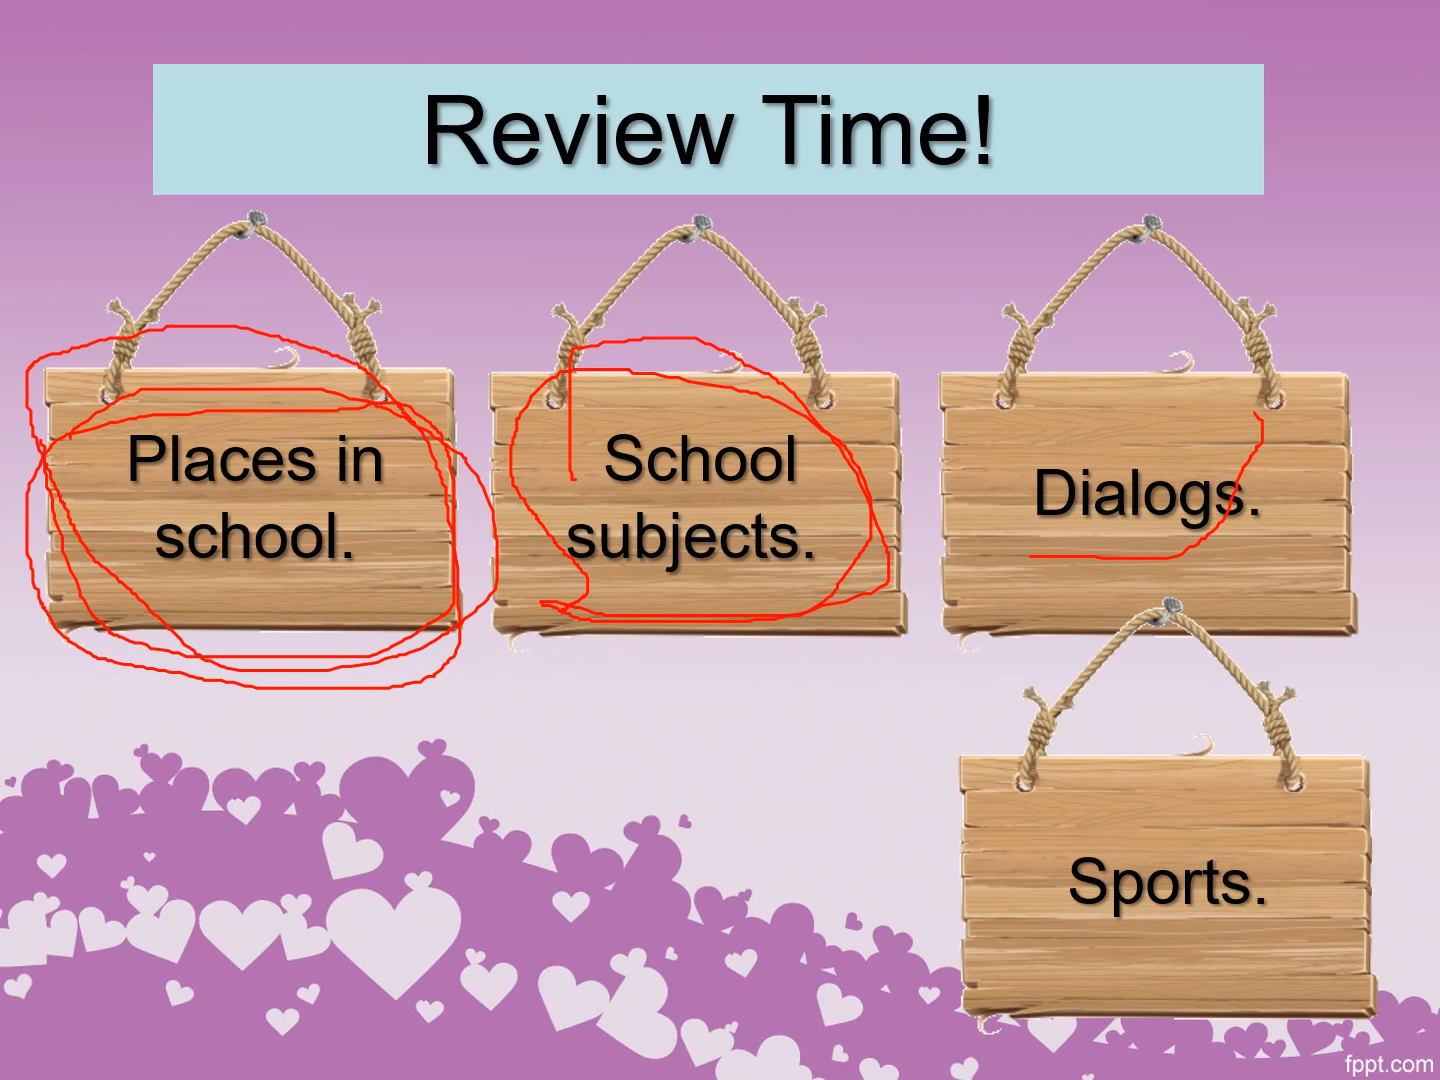 Review Time!
Places in
school.
School
subjects.
Dialogs.
Sports.
fppt.com